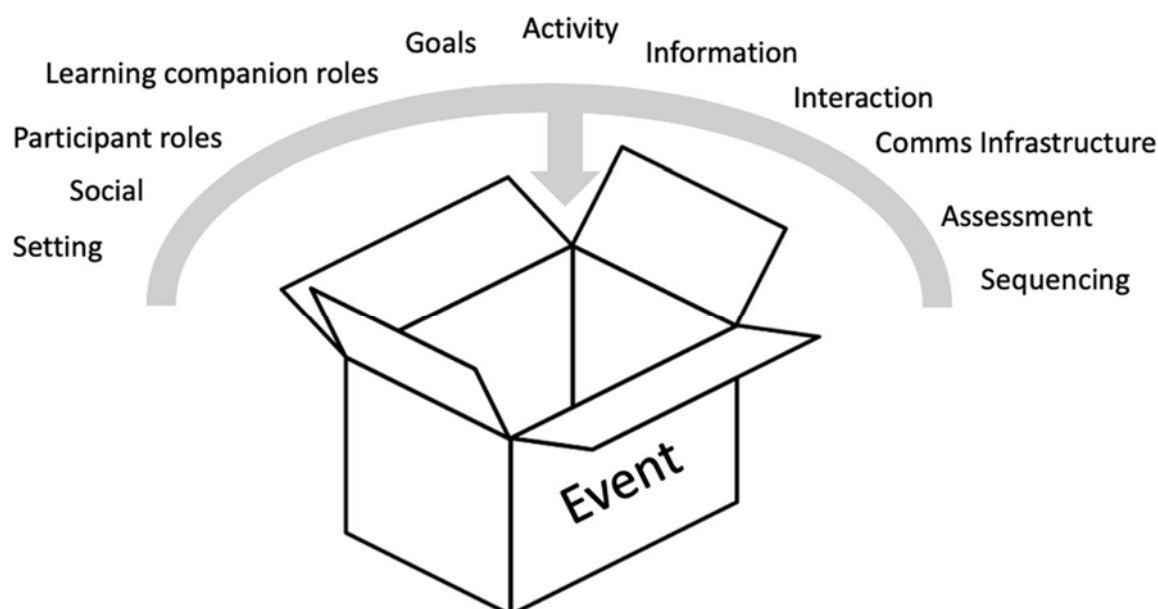 Activity
Goals
Information
Learning companion roles
Interaction
Participant roles
Comms Infrastructure
Social
Assessment
Setting
Sequencing
Event